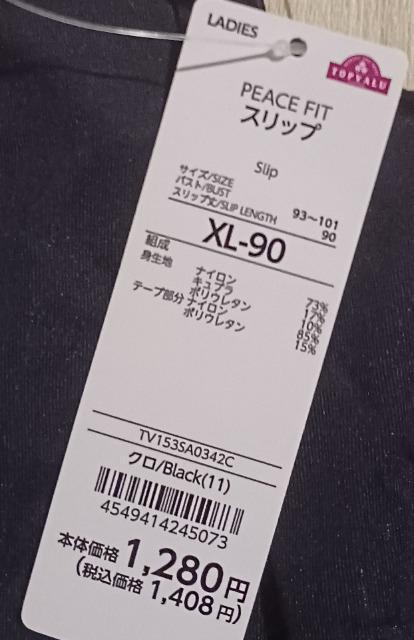 LADIES
TOPVALU
PEACE FIT
スリップ
Slip
サイズ/SIZE
バスト/BUST 93～101
スリップ丈/SLIP LENGTH 90
XL-90
組成
身生地 ナイロン 73%
キュプラ 17%
ポリウレタン 10%
テープ部分 ナイロン 85%
ポリウレタン 15%
TV153SA0342C
クロ/Black(11)
4549414245073
本体価格 1,280円
(税込価格 1,408円)